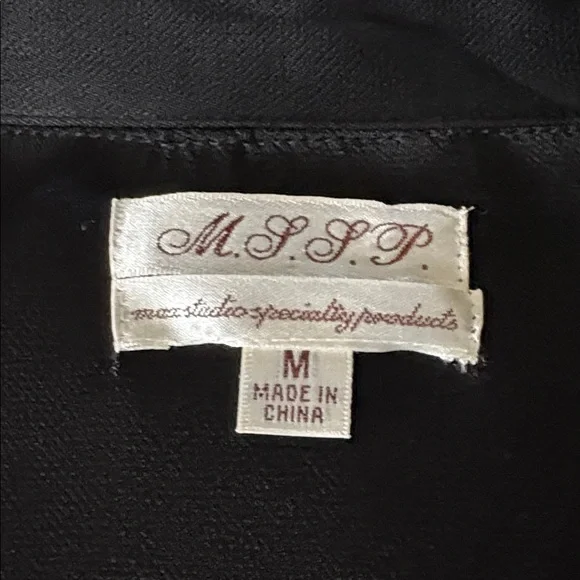 M.S.S.P.
max studio specialty products
M
MADE IN
CHINA